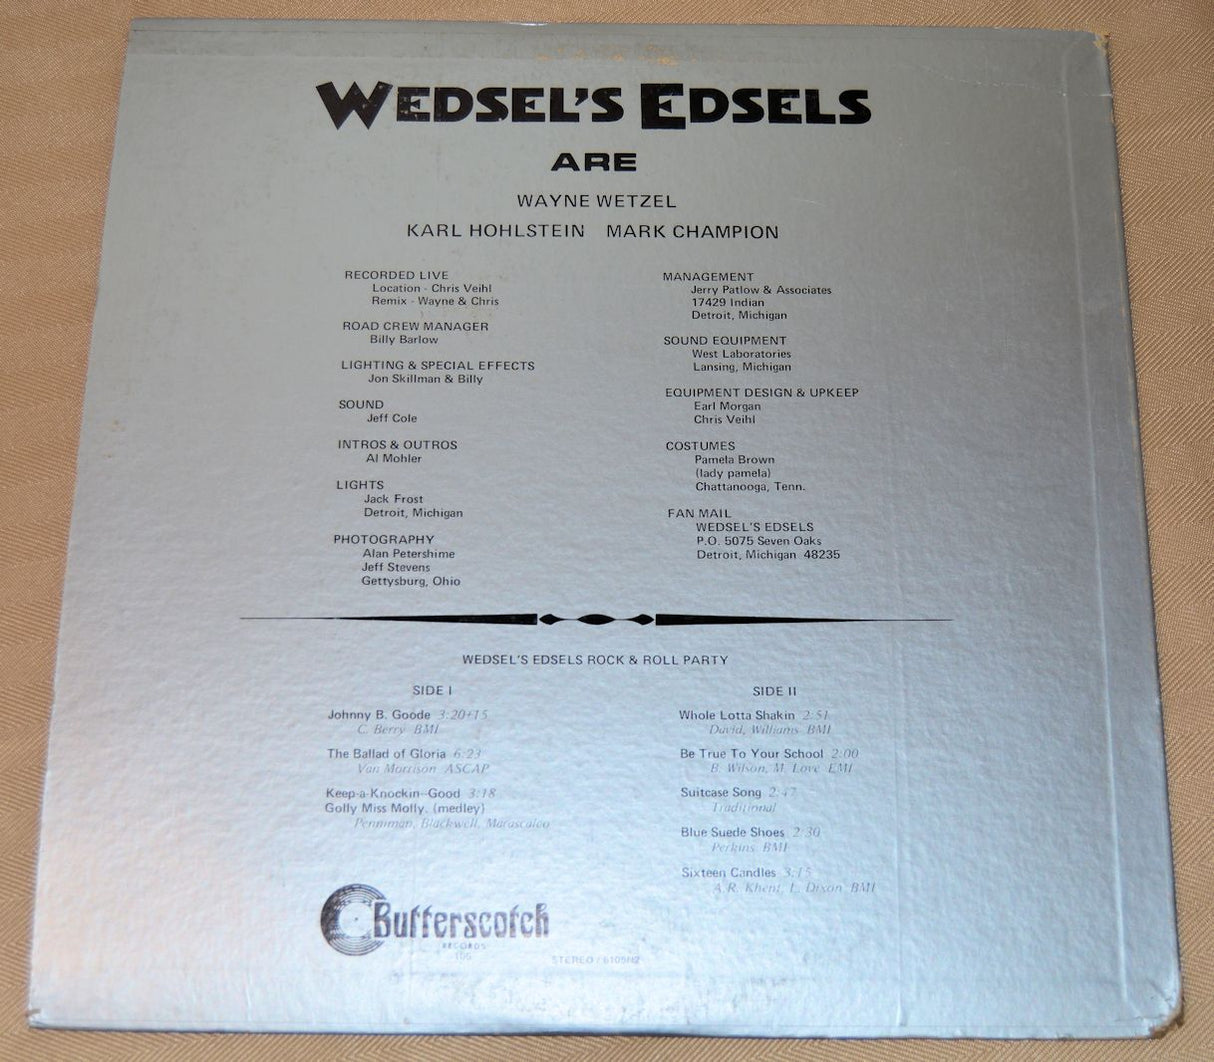 WEDSEL'S EDSELS
ARE
WAYNE WETZEL
KARL HOHLSTEIN MARK CHAMPION
RECORDED LIVE
Location - Chris Veihl
Remix - Wayne & Chris
ROAD CREW MANAGER
Billy Barlow
LIGHTING & SPECIAL EFFECTS
Jon Skillman & Billy
SOUND
Jeff Cole
INTROS & OUTROS
Al Mohler
LIGHTS
Jack Frost
Detroit, Michigan
PHOTOGRAPHY
Alan Petershime
Jeff Stevens
Gettysburg, Ohio
MANAGEMENT
Jerry Patlow & Associates
17429 Indian
Detroit, Michigan
SOUND EQUIPMENT
West Laboratories
Lansing, Michigan
EQUIPMENT DESIGN & UPKEEP
Earl Morgan
Chris Veihl
COSTUMES
Pamela Brown
(lady pamela)
Chattanooga, Tenn.
FAN MAIL
WEDSEL'S EDSELS
P.O. 5075 Seven Oaks
Detroit, Michigan 48235
WEDSEL'S EDSELS ROCK & ROLL PARTY
SIDE I
Johnny B. Goode 3:20+15
C. Berry BMI
The Ballad of Gloria 6:23
Van Morrison ASCAP
Keep-a-Knockin--Good 3:18
Golly Miss Molly. (medley)
Penniman, Blackwell, Marascalco
SIDE II
Whole Lotta Shakin 2:51
David, Williams BMI
Be True To Your School 2:00
B. Wilson, M. Love EMI
Suitcase Song 2:47
Traditional
Blue Suede Shoes 2:30
Perkins BMI
Sixteen Candles 3:15
A.R. Khent, L. Dixon BMI
Butterscotch
RECORDS
106
STEREO /